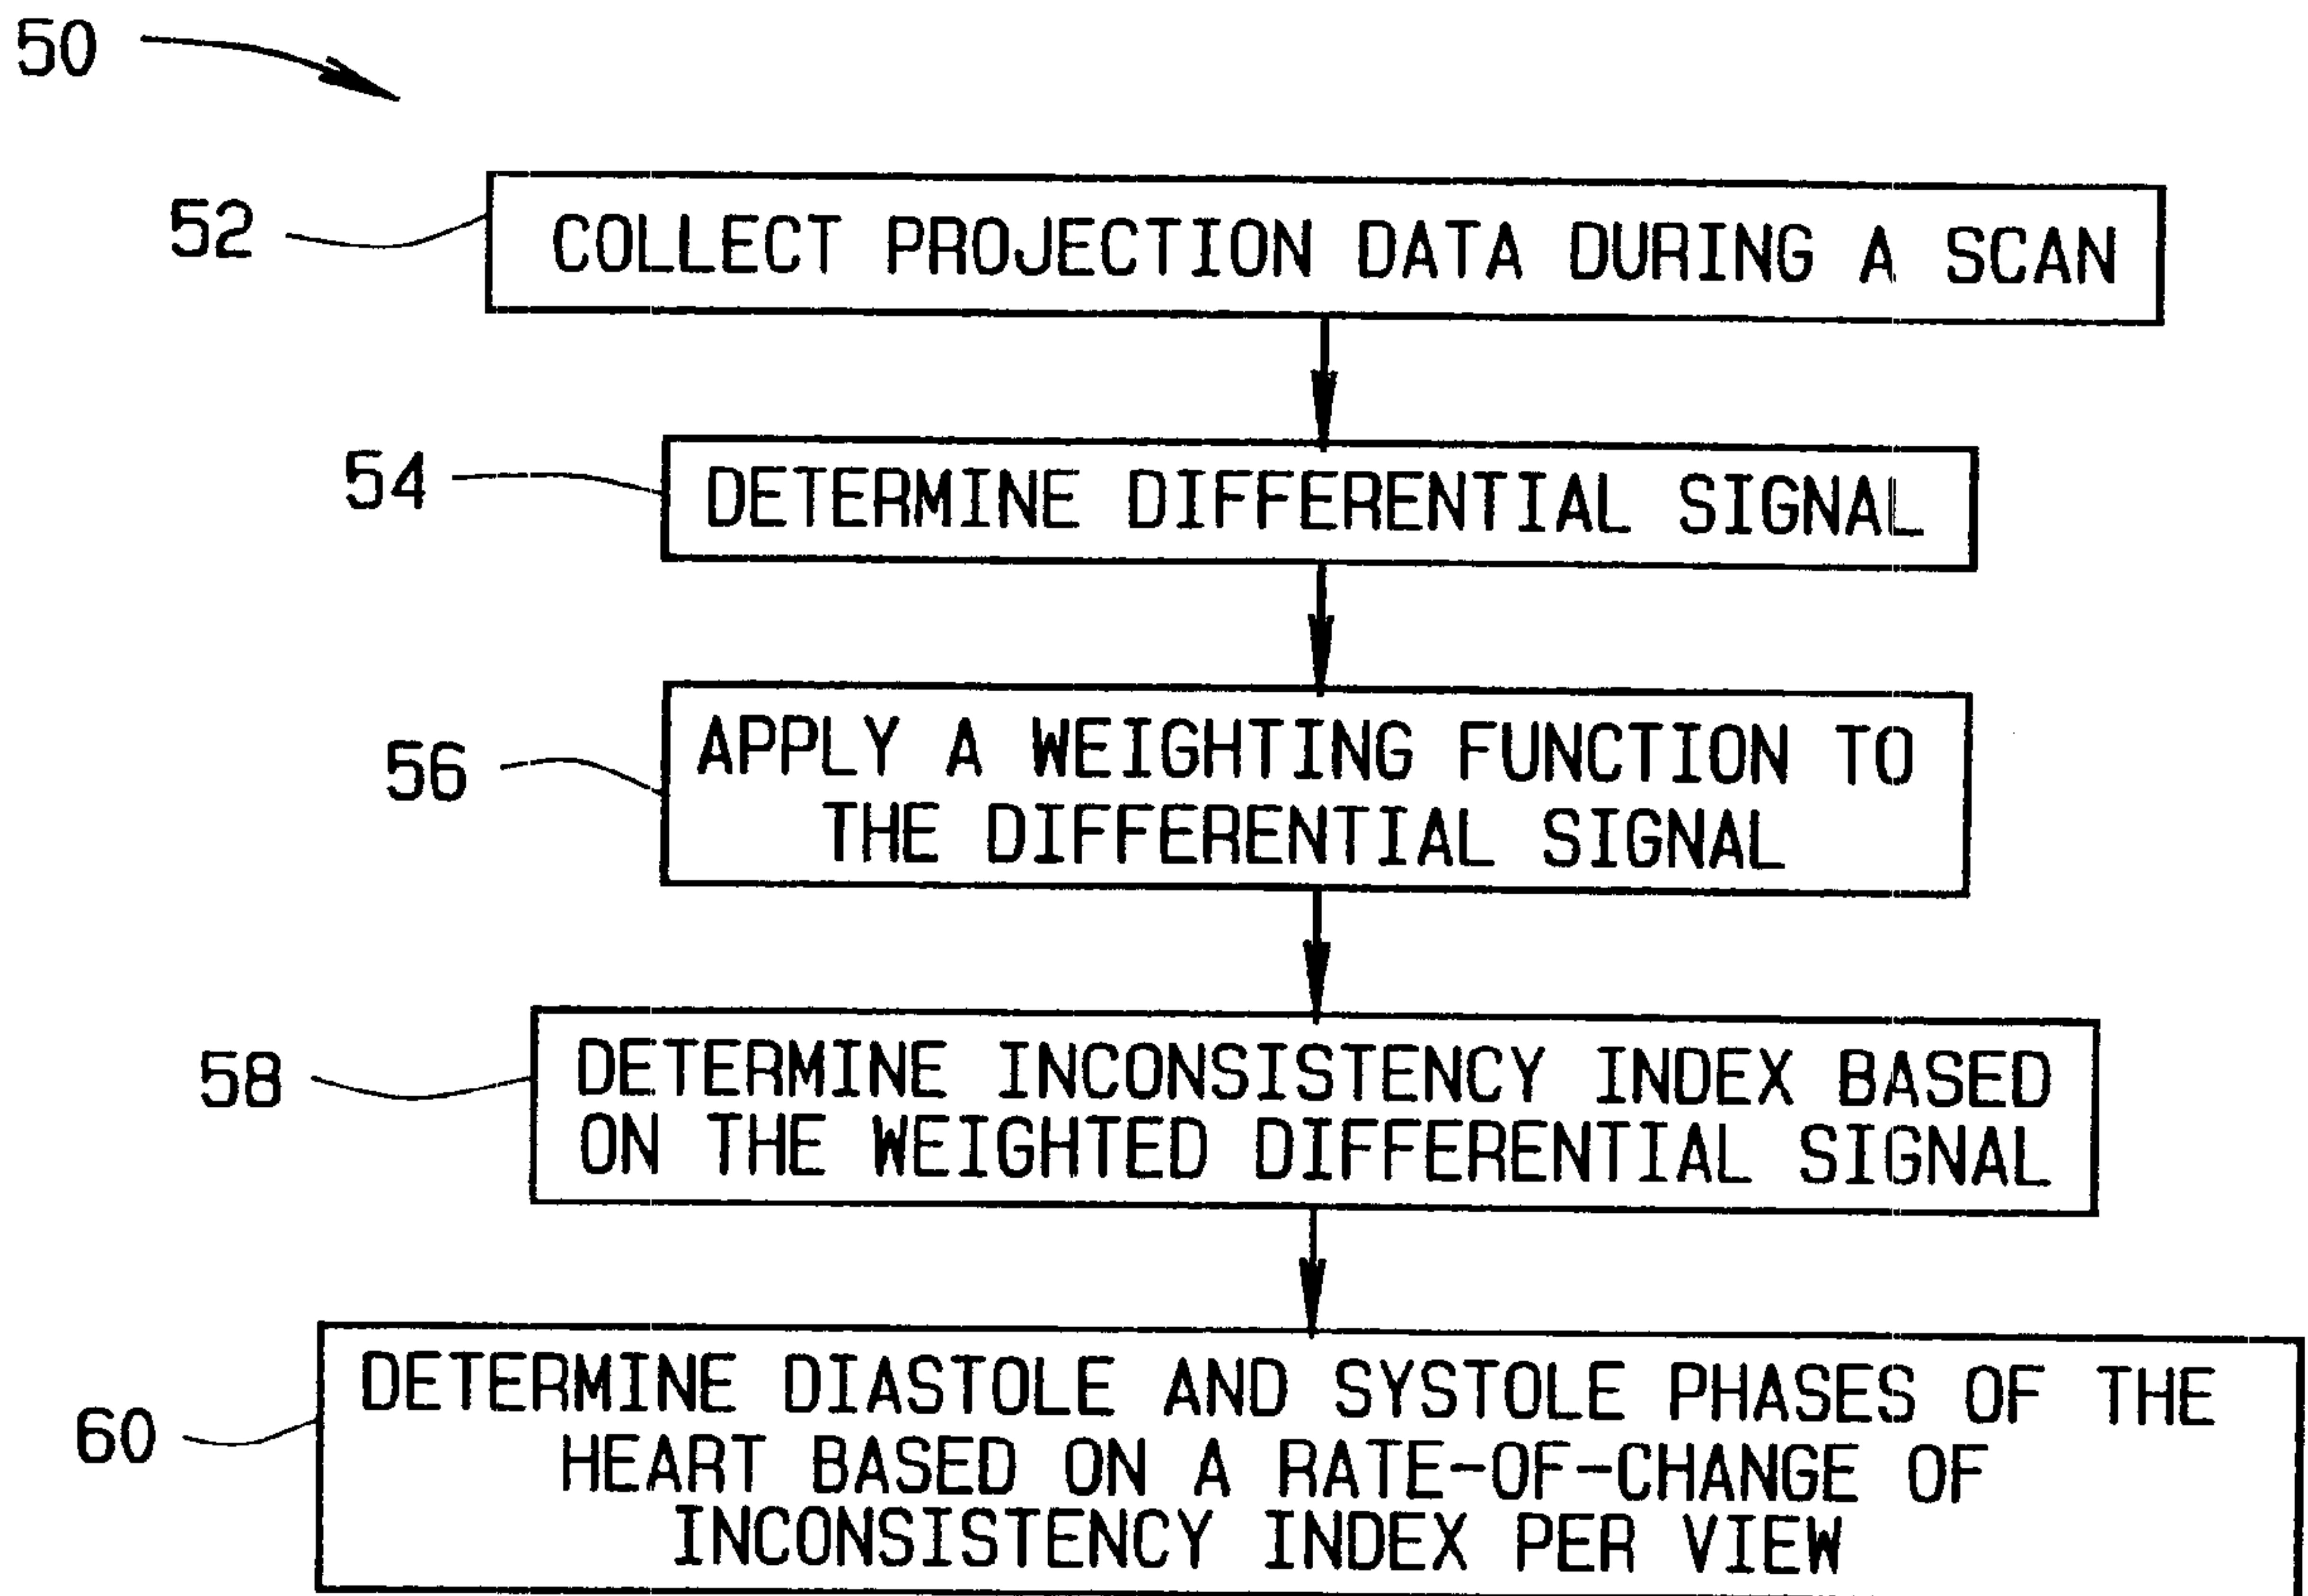 50
52
COLLECT PROJECTION DATA DURING A SCAN
54
DETERMINE DIFFERENTIAL SIGNAL
56
APPLY A WEIGHTING FUNCTION TO
THE DIFFERENTIAL SIGNAL
58
DETERMINE INCONSISTENCY INDEX BASED
ON THE WEIGHTED DIFFERENTIAL SIGNAL
60
DETERMINE DIASTOLE AND SYSTOLE PHASES OF THE
HEART BASED ON A RATE-OF-CHANGE OF
INCONSISTENCY INDEX PER VIEW